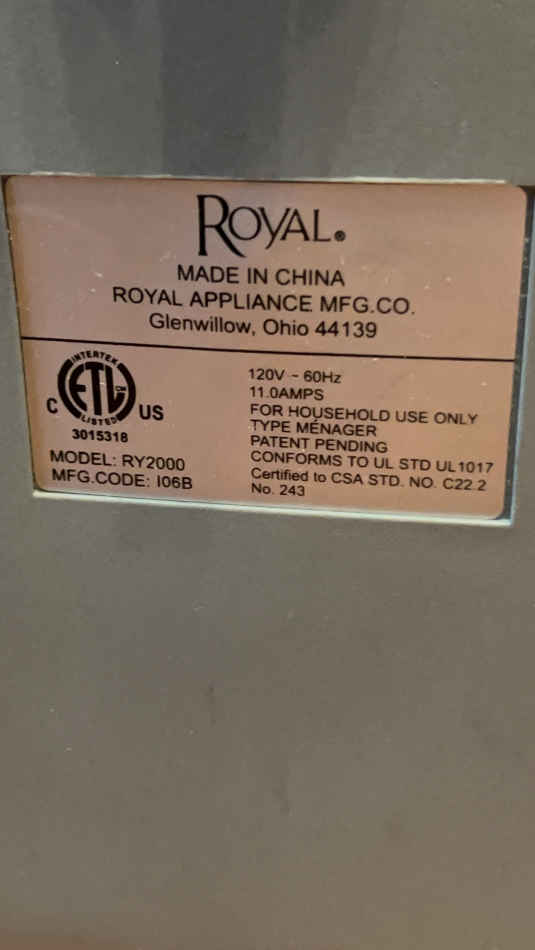 ROYAL®
MADE IN CHINA
ROYAL APPLIANCE MFG.CO.
Glenwillow, Ohio 44139
INTERTEK
ETL CM
LISTED
C US
3015318
MODEL: RY2000
MFG.CODE: I06B
120V ~ 60Hz
11.0AMPS
FOR HOUSEHOLD USE ONLY
TYPE MÉNAGER
PATENT PENDING
CONFORMS TO UL STD UL1017
Certified to CSA STD. NO. C22.2
No. 243